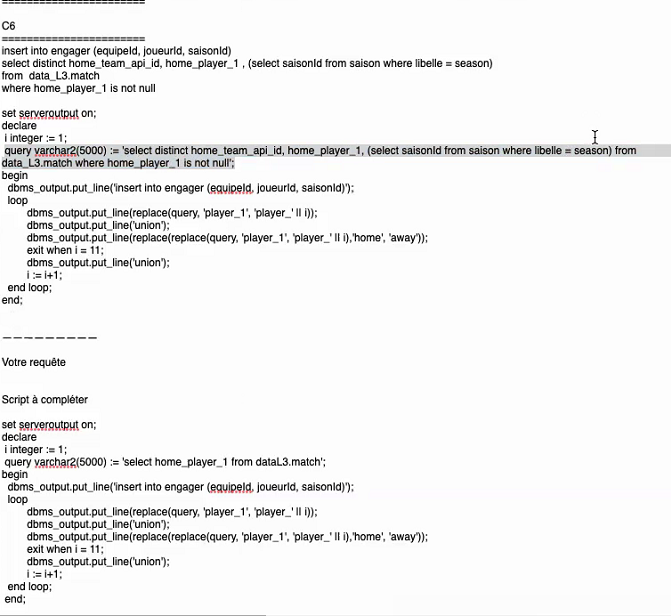 =======================
C6
=======================
insert into engager (equipeId, joueurId, saisonId)
select distinct home_team_api_id, home_player_1 , (select saisonId from saison where libelle = season)
from  data_L3.match
where home_player_1 is not null
set serveroutput on;
declare
i integer := 1;
query varchar2(5000) := 'select distinct home_team_api_id, home_player_1, (select saisonId from saison where libelle = season) from
data_L3.match where home_player_1 is not null';
begin
dbms_output.put_line('insert into engager (equipeId, joueurId, saisonId)');
loop
dbms_output.put_line(replace(query, 'player_1', 'player_' || i));
dbms_output.put_line('union');
dbms_output.put_line(replace(replace(query, 'player_1', 'player_' || i),'home', 'away'));
exit when i = 11;
dbms_output.put_line('union');
i := i+1;
end loop;
end;
—————————
Votre requête
Script à compléter
set serveroutput on;
declare
i integer := 1;
query varchar2(5000) := 'select home_player_1 from dataL3.match';
begin
dbms_output.put_line('insert into engager (equipeId, joueurId, saisonId)');
loop
dbms_output.put_line(replace(query, 'player_1', 'player_' || i));
dbms_output.put_line('union');
dbms_output.put_line(replace(replace(query, 'player_1', 'player_' || i),'home', 'away'));
exit when i = 11;
dbms_output.put_line('union');
i := i+1;
end loop;
end;